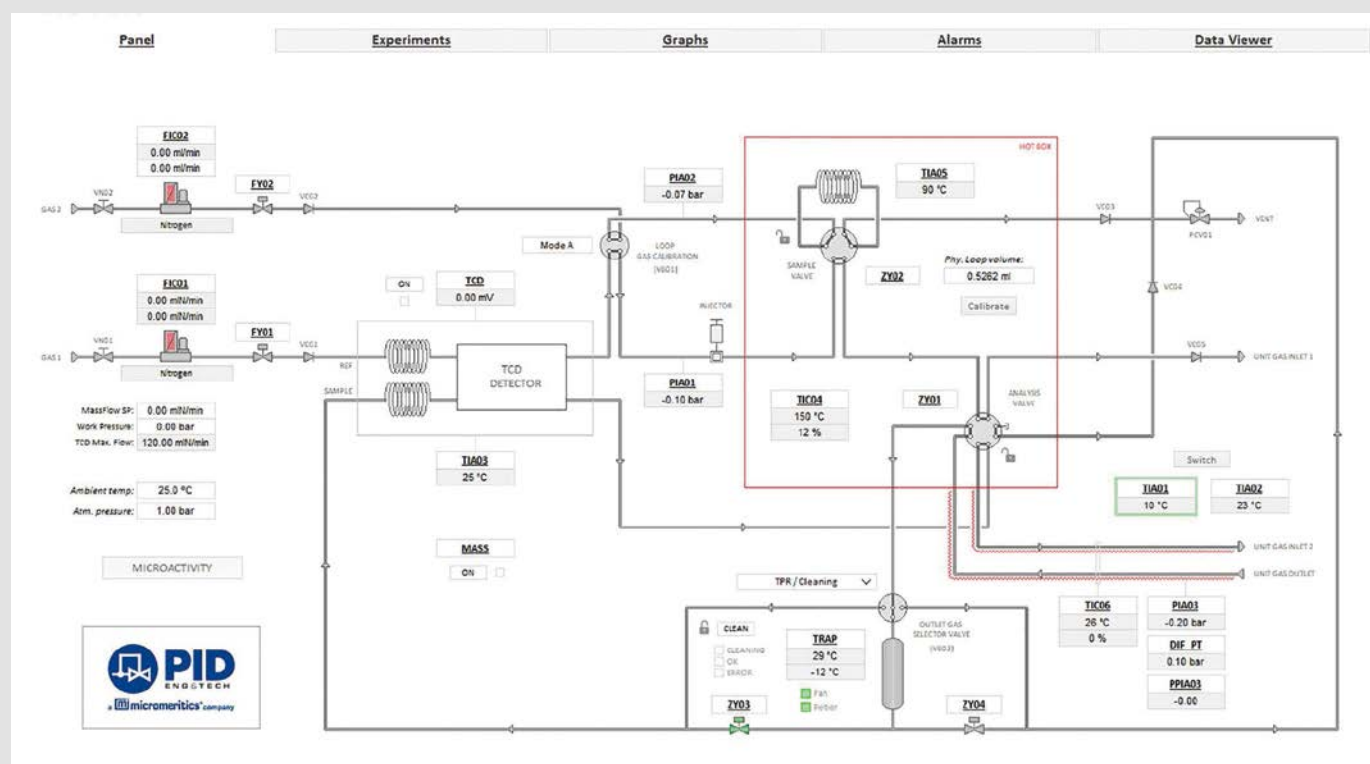 Panel
Experiments
Graphs
Alarms
Data Viewer
HOT BOX
FIC02
0.00 ml/min
0.00 ml/min
FY02
VN02
VC02
GAS 2
Nitrogen
PIA02
-0.07 bar
TIA05
90 °C
VC03
PCV01
VENT
Mode A
LOOP
GAS CALIBRATION
(V601)
SAMPLE
VALVE
ZY02
Phy. Loop volume:
0.5262 ml
Calibrate
VC04
FIC01
0.00 mlN/min
0.00 mlN/min
FY01
VN01
VC01
GAS 1
Nitrogen
ON
TCD
0.00 mV
INJECTOR
REF
SAMPLE
TCD
DETECTOR
PIA01
-0.10 bar
VC05
UNIT GAS INLET 1
TIC04
150 °C
12 %
ZY01
ANALYSIS
VALVE
MassFlow SP:
0.00 mlN/min
Work Pressure:
0.00 bar
TCD Max. Flow:
120.00 mlN/min
TIA03
25 °C
Switch
Ambient temp:
25.0 ºC
Atm. pressure:
1.00 bar
TIA01
10 °C
TIA02
23 °C
MASS
ON
UNIT GAS INLET 2
UNIT GAS OUTLET
MICROACTIVITY
TPR / Cleaning
TIC06
26 °C
0 %
PIA03
-0.20 bar
DIF_PT
0.10 bar
PPIA03
-0.00
OUTLET GAS
SELECTOR VALVE
CLEAN
CLEANING
OK
ERROR
TRAP
29 °C
-12 °C
Fan
Peltier
ZY03
ZY04
PID
ENG&TECH
a micromeritics® company